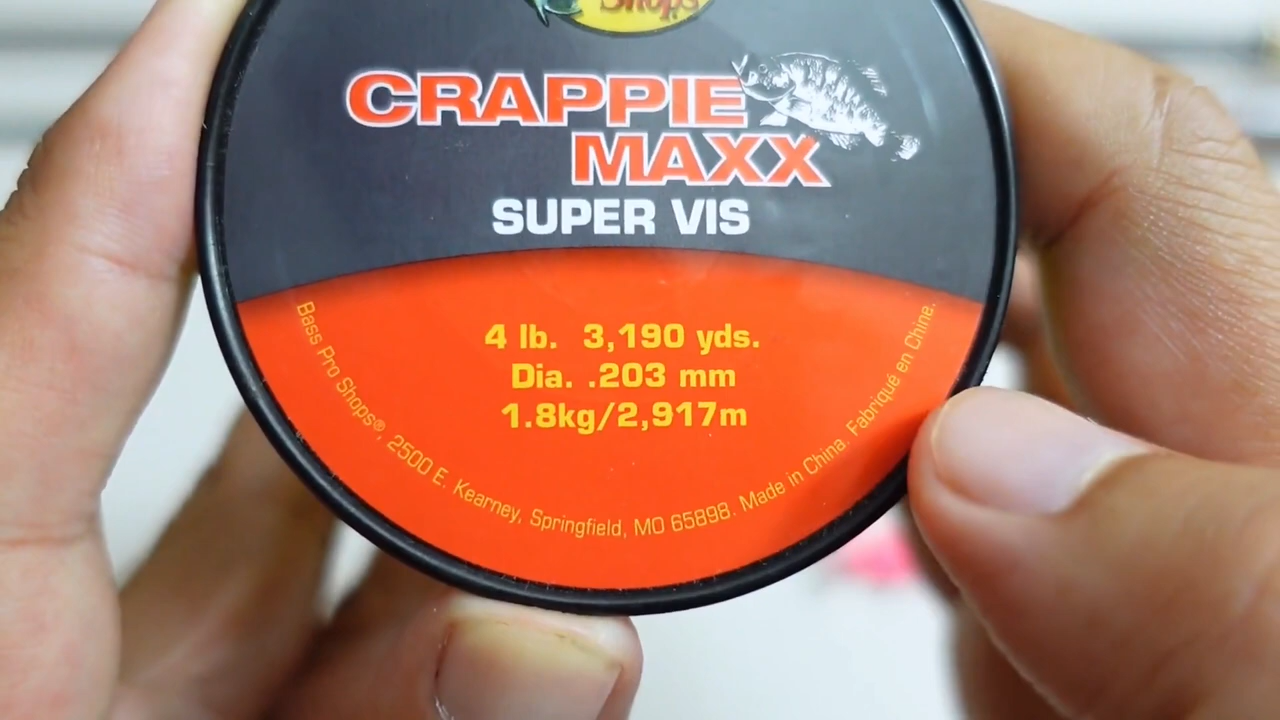 Shops
CRAPPIE
MAXX
SUPER VIS
4 lb. 3,190 yds.
Dia. .203 mm
1.8kg/2,917m
Bass Pro Shops®, 2500 E. Kearney, Springfield, MO 65898. Made in China. Fabriqué en Chine.